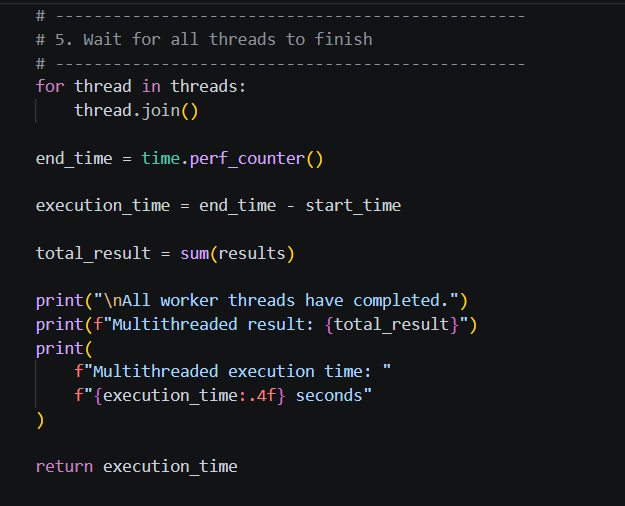 # -------------------------------------------------
# 5. Wait for all threads to finish
# -------------------------------------------------
for thread in threads:
    thread.join()

end_time = time.perf_counter()

execution_time = end_time - start_time

total_result = sum(results)

print("\nAll worker threads have completed.")
print(f"Multithreaded result: {total_result}")
print(
    f"Multithreaded execution time: "
    f"{execution_time:.4f} seconds"
)

return execution_time